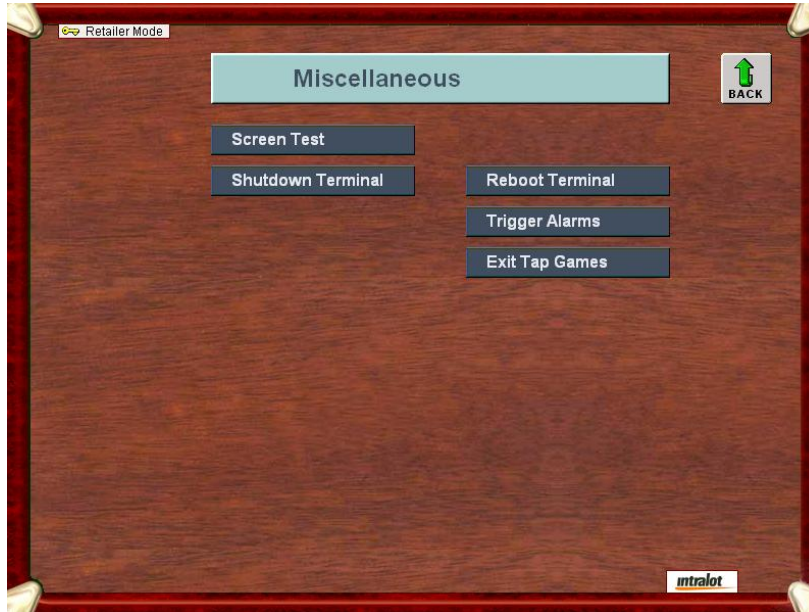 Retailer Mode
Miscellaneous
BACK
Screen Test
Shutdown Terminal
Reboot Terminal
Trigger Alarms
Exit Tap Games
intralot